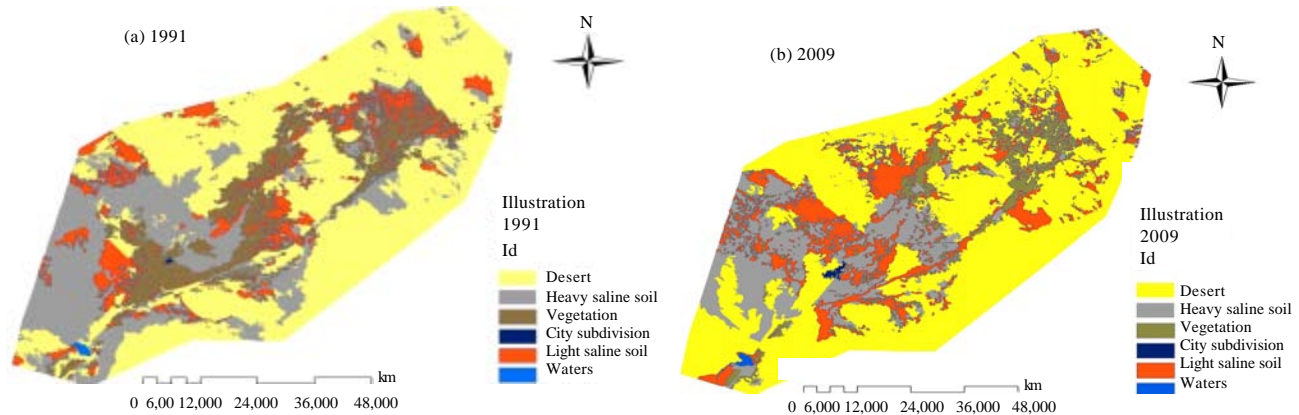 (a) 1991
N
Illustration
1991
Id
Desert
Heavy saline soil
Vegetation
City subdivision
Light saline soil
Waters
km
0 6,000 12,000 24,000 36,000 48,000
(b) 2009
N
Illustration
2009
Id
Desert
Heavy saline soil
Vegetation
City subdivision
Light saline soil
Waters
km
0 6,000 12,000 24,000 36,000 48,000